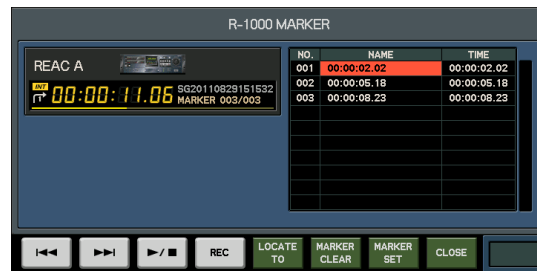 R-1000 MARKER
REAC A
INT
00:00:11.06
SG20110829151532
MARKER 003/003
NO. NAME TIME
001 00:00:02.02 00:00:02.02
002 00:00:05.18 00:00:05.18
003 00:00:08.23 00:00:08.23
REC
LOCATE TO
MARKER CLEAR
MARKER SET
CLOSE